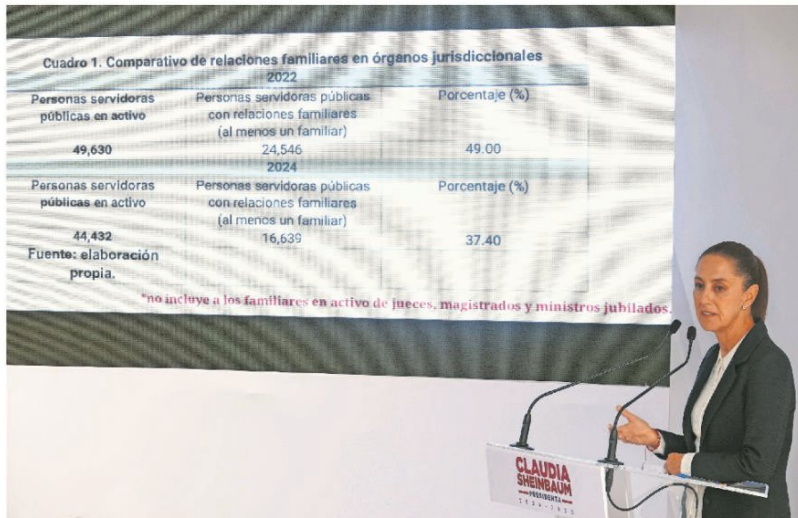 Cuadro 1. Comparativo de relaciones familiares en órganos jurisdiccionales
2022
Personas servidoras públicas en activo
Personas servidoras públicas con relaciones familiares (al menos un familiar)
Porcentaje (%)
49,630
24,546
49.00
2024
Personas servidoras públicas en activo
Personas servidoras públicas con relaciones familiares (al menos un familiar)
Porcentaje (%)
44,432
16,639
37.40
Fuente: elaboración
propia.
*no incluye a los familiares en activo de jueces, magistrados y ministros jubilados.
CLAUDIA
SHEINBAUM
PRESIDENTA